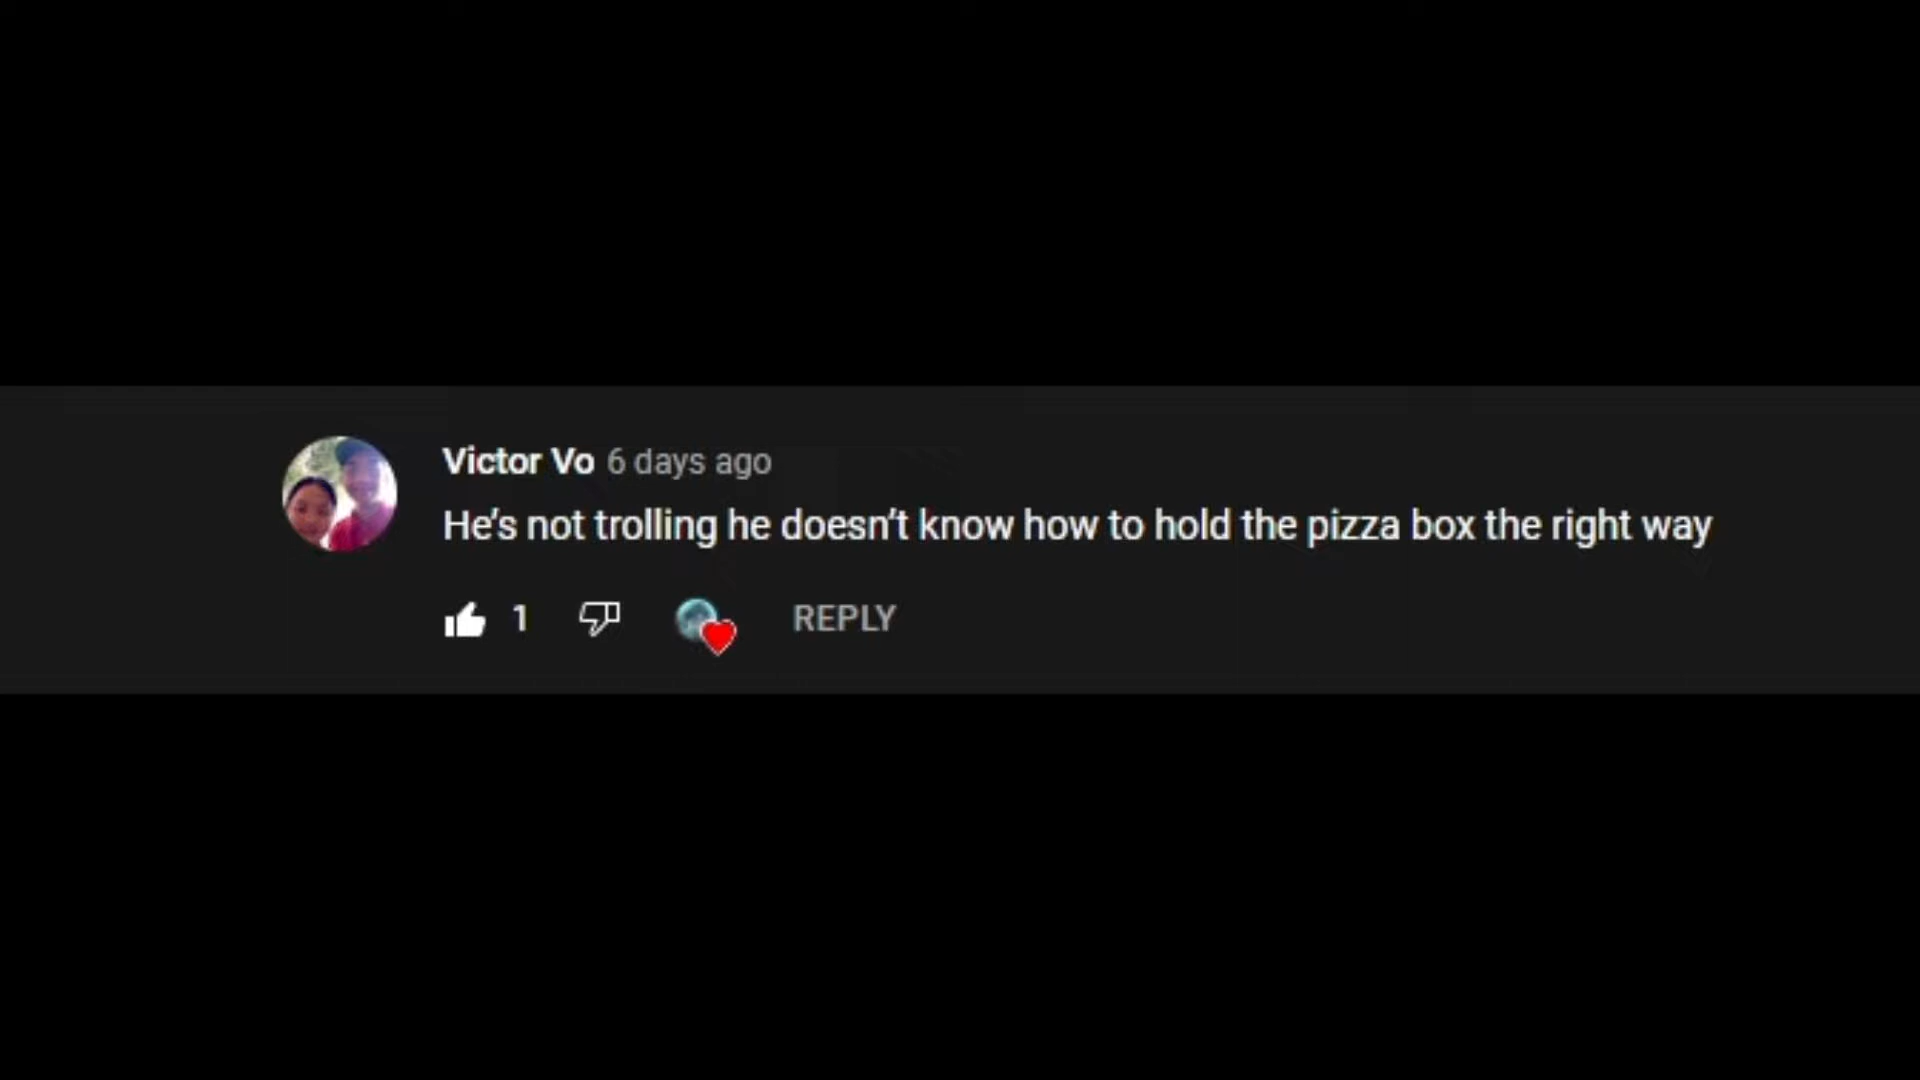 Victor Vo 6 days ago
He's not trolling he doesn't know how to hold the pizza box the right way
1 REPLY